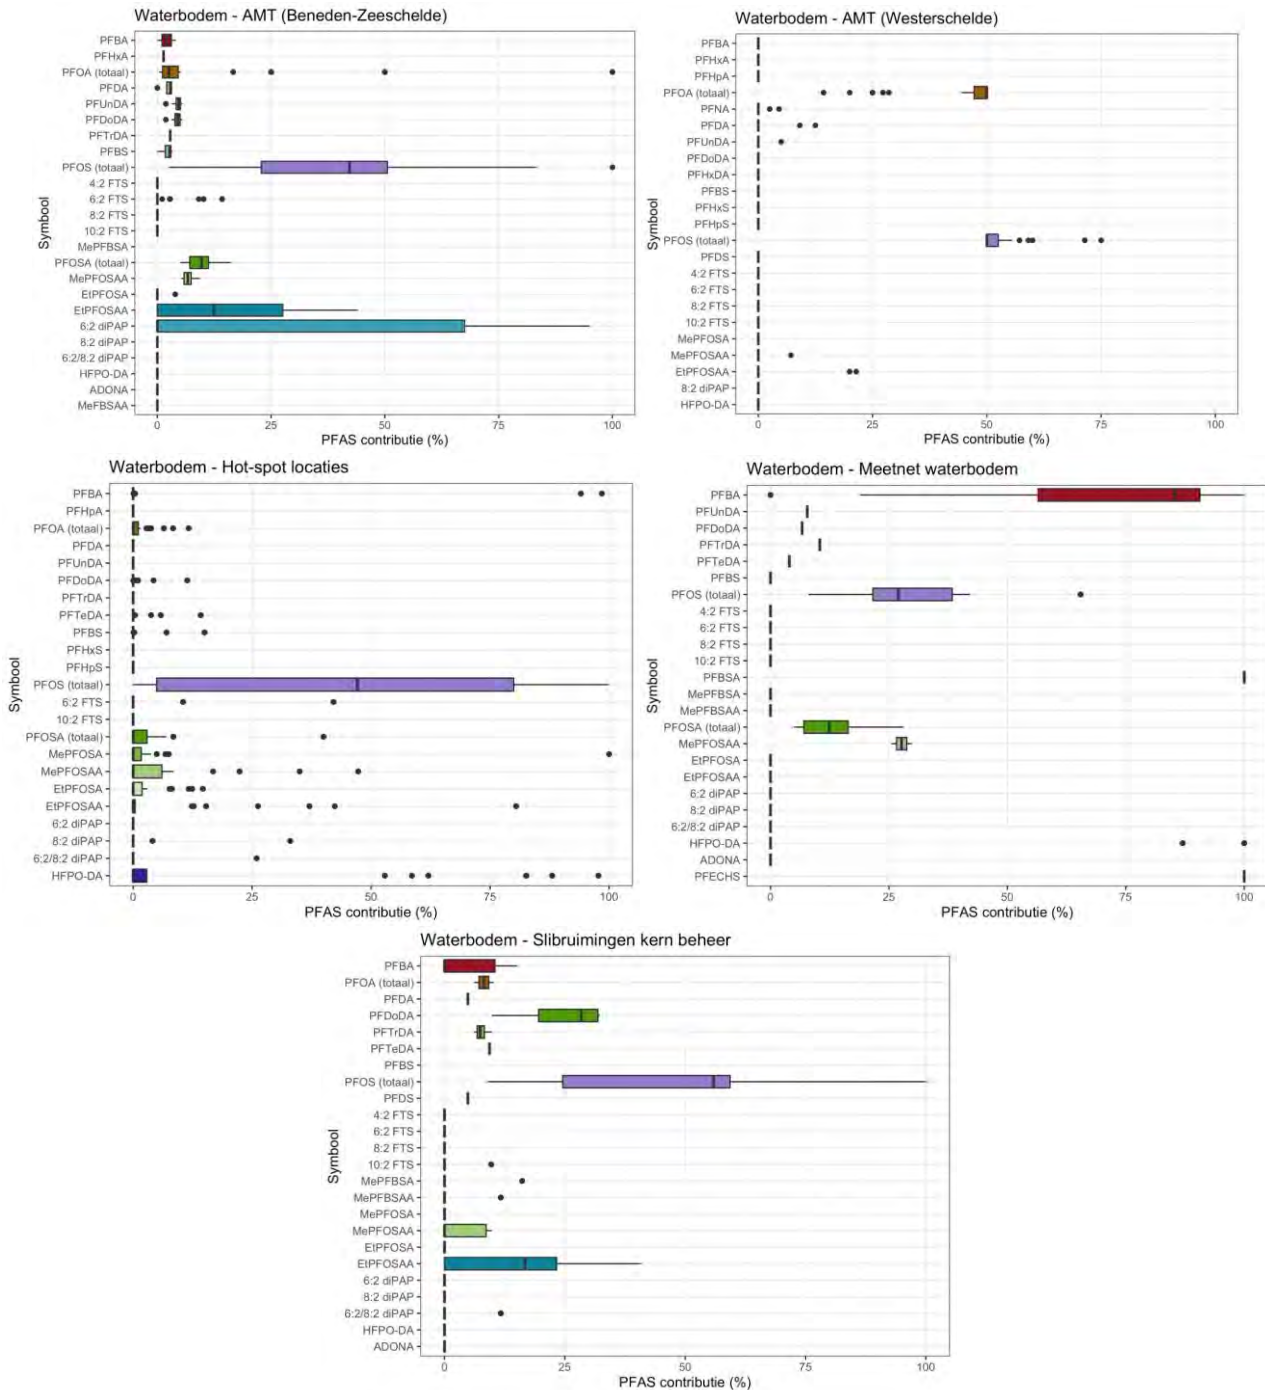 Waterbodem - AMT (Beneden-Zeeschelde)
PFBA
PFHxA
PFOA (totaal)
PFDA
PFUnDA
PFDoDA
PFTrDA
PFBS
PFOS (totaal)
4:2 FTS
6:2 FTS
8:2 FTS
10:2 FTS
MePFBSA
PFOSA (totaal)
MePFOSAA
EtPFOSA
EtPFOSAA
6:2 diPAP
8:2 diPAP
6:2/8:2 diPAP
HFPO-DA
ADONA
MeFBSAA
Symbool
0 25 50 75 100
PFAS contributie (%)
Waterbodem - AMT (Westerschelde)
PFBA
PFHxA
PFHpA
PFOA (totaal)
PFNA
PFDA
PFUnDA
PFDoDA
PFHxDA
PFBS
PFHxS
PFHpS
PFOS (totaal)
PFDS
4:2 FTS
6:2 FTS
8:2 FTS
10:2 FTS
MePFOSA
MePFOSAA
EtPFOSAA
8:2 diPAP
HFPO-DA
Symbool
0 25 50 75 100
PFAS contributie (%)
Waterbodem - Hot-spot locaties
PFBA
PFHpA
PFOA (totaal)
PFDA
PFUnDA
PFDoDA
PFTrDA
PFTeDA
PFBS
PFHxS
PFHpS
PFOS (totaal)
6:2 FTS
10:2 FTS
PFOSA (totaal)
MePFOSA
MePFOSAA
EtPFOSA
EtPFOSAA
6:2 diPAP
8:2 diPAP
6:2/8:2 diPAP
HFPO-DA
Symbool
0 25 50 75 100
PFAS contributie (%)
Waterbodem - Meetnet waterbodem
PFBA
PFUnDA
PFDoDA
PFTrDA
PFTeDA
PFBS
PFOS (totaal)
4:2 FTS
6:2 FTS
8:2 FTS
10:2 FTS
PFBSA
MePFBSA
MePFBSAA
PFOSA (totaal)
MePFOSAA
EtPFOSA
EtPFOSAA
6:2 diPAP
8:2 diPAP
6:2/8:2 diPAP
HFPO-DA
ADONA
PFECHS
Symbool
0 25 50 75 100
PFAS contributie (%)
Waterbodem - Slibruimingen kern beheer
PFBA
PFOA (totaal)
PFDA
PFDoDA
PFTrDA
PFTeDA
PFBS
PFOS (totaal)
PFDS
4:2 FTS
6:2 FTS
8:2 FTS
10:2 FTS
MePFBSA
MePFBSAA
MePFOSA
MePFOSAA
EtPFOSA
EtPFOSAA
6:2 diPAP
8:2 diPAP
6:2/8:2 diPAP
HFPO-DA
ADONA
Symbool
0 25 50 75 100
PFAS contributie (%)